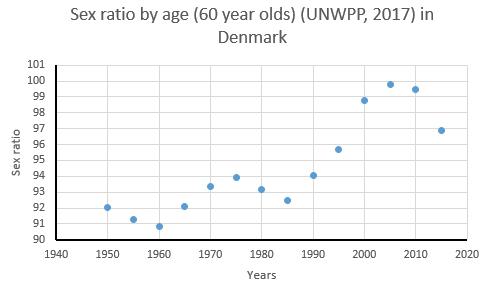 Sex ratio by age (60 year olds) (UNWPP, 2017) in
Denmark
101
100
99
98
97
96
95
94
93
92
91
90
Sex ratio
1940 1950 1960 1970 1980 1990 2000 2010 2020
Years